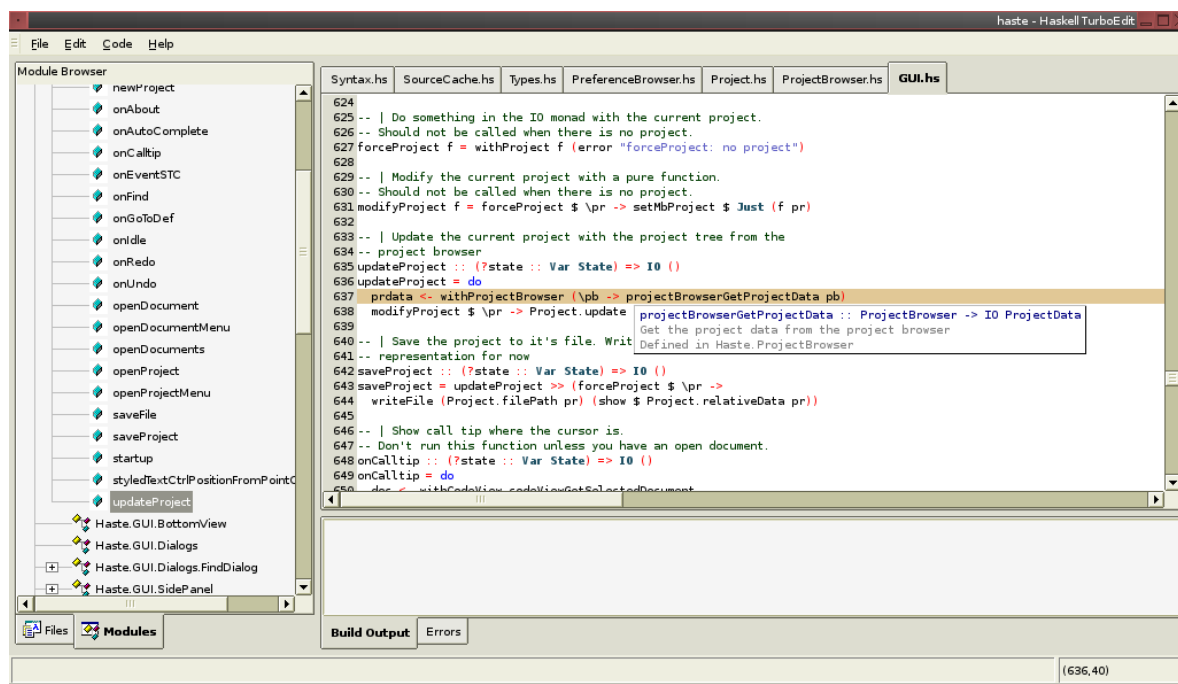 haste - Haskell TurboEdit
File Edit Code Help
Module Browser
newProject
onAbout
onAutoComplete
onCalltip
onEventSTC
onFind
onGoToDef
onIdle
onRedo
onUndo
openDocument
openDocumentMenu
openDocuments
openProject
openProjectMenu
saveFile
saveProject
startup
styledTextCtrlPositionFromPointC
updateProject
Haste.GUI.BottomView
Haste.GUI.Dialogs
Haste.GUI.Dialogs.FindDialog
Haste.GUI.SidePanel
Files Modules
Syntax.hs SourceCache.hs Types.hs PreferenceBrowser.hs Project.hs ProjectBrowser.hs GUI.hs
624
625 -- | Do something in the IO monad with the current project.
626 -- Should not be called when there is no project.
627 forceProject f = withProject f (error "forceProject: no project")
628
629 -- | Modify the current project with a pure function.
630 -- Should not be called when there is no project.
631 modifyProject f = forceProject $ \pr -> setMbProject $ Just (f pr)
632
633 -- | Update the current project with the project tree from the
634 -- project browser
635 updateProject :: (?state :: Var State) => IO ()
636 updateProject = do
637 prdata <- withProjectBrowser (\pb -> projectBrowserGetProjectData pb)
638 modifyProject $ \pr -> Project.update
projectBrowserGetProjectData :: ProjectBrowser -> IO ProjectData
Get the project data from the project browser
Defined in Haste.ProjectBrowser
639
640 -- | Save the project to it's file. Writ
641 -- representation for now
642 saveProject :: (?state :: Var State) => IO ()
643 saveProject = updateProject >> (forceProject $ \pr ->
644 writeFile (Project.filePath pr) (show $ Project.relativeData pr))
645
646 -- | Show call tip where the cursor is.
647 -- Don't run this function unless you have an open document.
648 onCalltip :: (?state :: Var State) => IO ()
649 onCalltip = do
650 doc <- withCodeView codeViewGetSelectedDocument
Build Output Errors
(636,40)